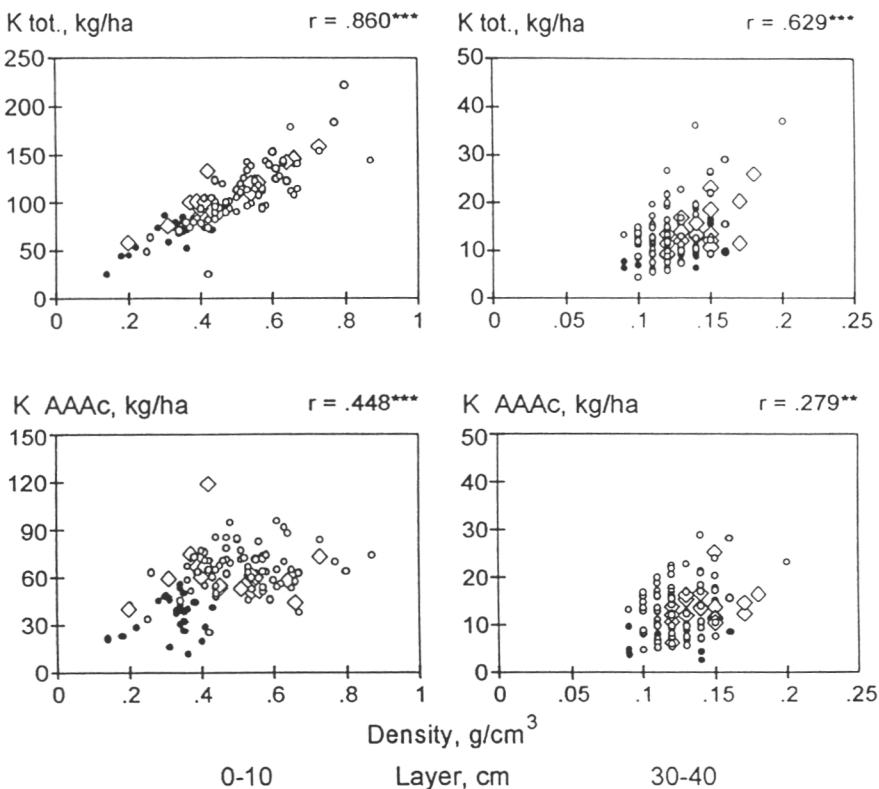 K tot., kg/ha r = .860*** K tot., kg/ha r = .629***
250 50
200 40
150 30
100 20
50 10
0 0
0 .2 .4 .6 .8 1 0 .05 .1 .15 .2 .25
K AAAc, kg/ha r = .448*** K AAAc, kg/ha r = .279**
150 50
120 40
90 30
60 20
30 10
0 0
0 .2 .4 .6 .8 1 0 .05 .1 .15 .2 .25
Density, g/cm³
0-10 Layer, cm 30-40